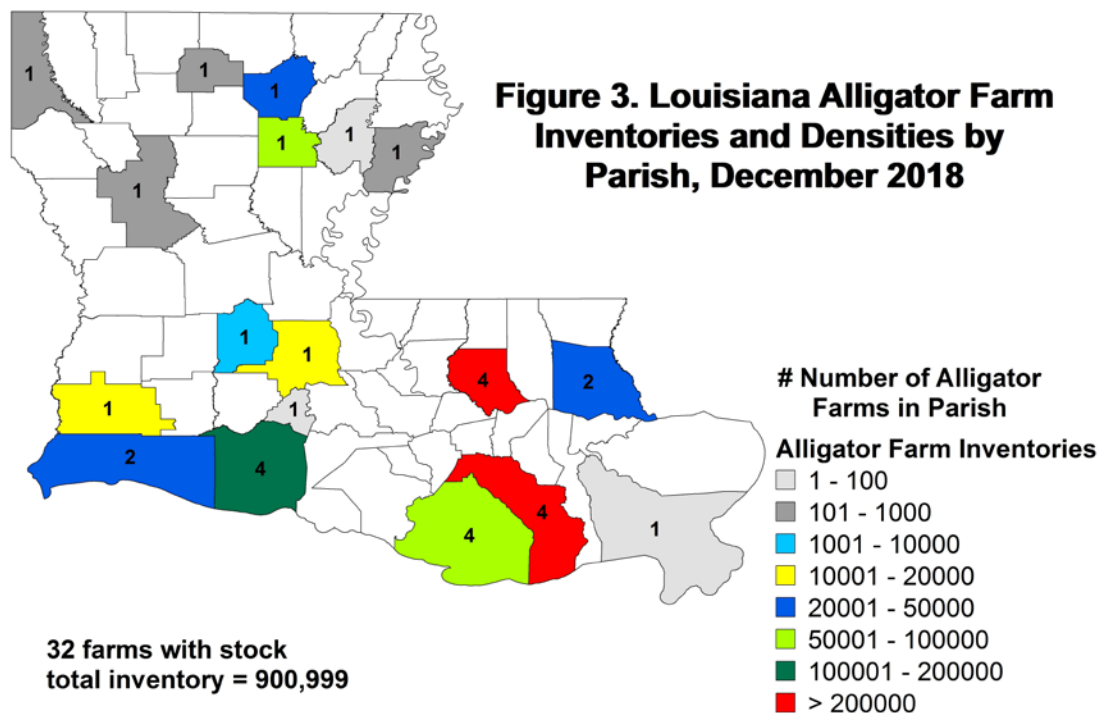 Figure 3. Louisiana Alligator Farm
Inventories and Densities by
Parish, December 2018
1
1
1
1
1
1
1
1
1
1
1
2
4
4
2
4
4
1
# Number of Alligator
Farms in Parish
Alligator Farm Inventories
1 - 100
101 - 1000
1001 - 10000
10001 - 20000
20001 - 50000
50001 - 100000
100001 - 200000
> 200000
32 farms with stock
total inventory = 900,999